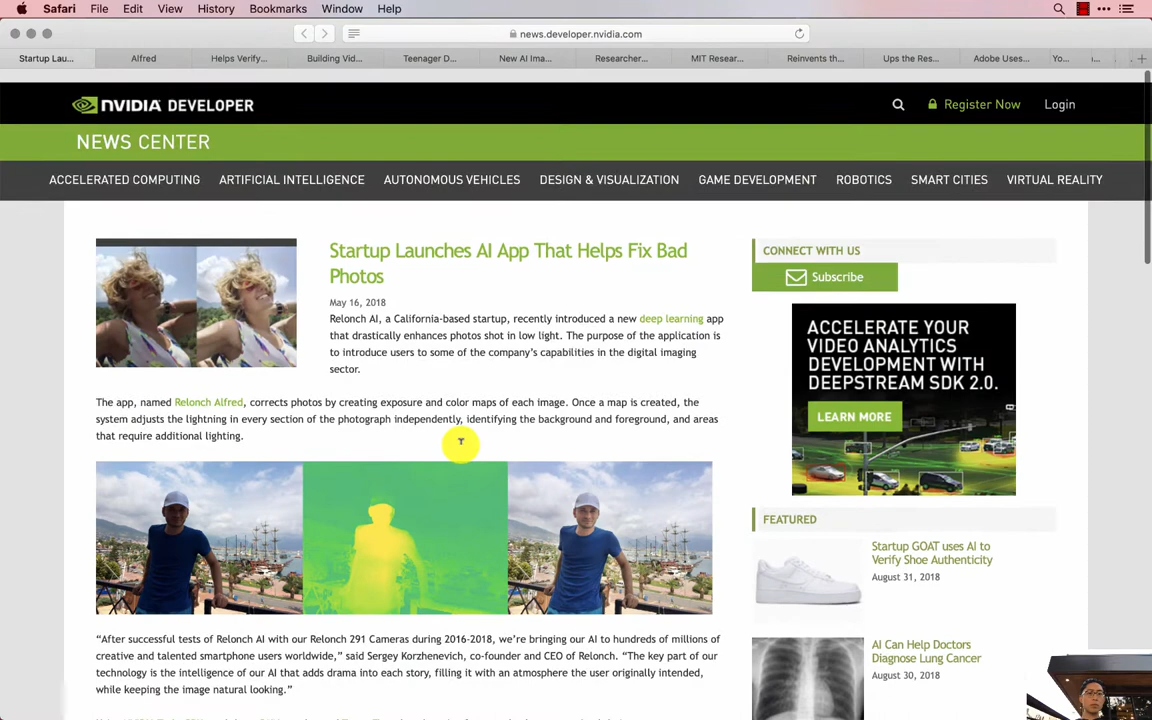 Safari File Edit View History Bookmarks Window Help
news.developer.nvidia.com
Startup Lau... Alfred Helps Verify... Building Vid... Teenager D... New AI Ima... Researcher... MIT Resear... Reinvents th... Ups the Res... Adobe Uses... Yo...
NVIDIA DEVELOPER
Register Now Login
NEWS CENTER
ACCELERATED COMPUTING ARTIFICIAL INTELLIGENCE AUTONOMOUS VEHICLES DESIGN & VISUALIZATION GAME DEVELOPMENT ROBOTICS SMART CITIES VIRTUAL REALITY
Startup Launches AI App That Helps Fix Bad
Photos
May 16, 2018
Relonch AI, a California-based startup, recently introduced a new deep learning app
that drastically enhances photos shot in low light. The purpose of the application is
to introduce users to some of the company's capabilities in the digital imaging
sector.
The app, named Relonch Alfred, corrects photos by creating exposure and color maps of each image. Once a map is created, the
system adjusts the lightning in every section of the photograph independently, identifying the background and foreground, and areas
that require additional lighting.
“After successful tests of Relonch AI with our Relonch 291 Cameras during 2016-2018, we're bringing our AI to hundreds of millions of
creative and talented smartphone users worldwide,” said Sergey Korzhenevich, co-founder and CEO of Relonch. “The key part of our
technology is the intelligence of our AI that adds drama into each story, filling it with an atmosphere the user originally intended,
while keeping the image natural looking.”
CONNECT WITH US
Subscribe
ACCELERATE YOUR
VIDEO ANALYTICS
DEVELOPMENT WITH
DEEPSTREAM SDK 2.0.
LEARN MORE
FEATURED
Startup GOAT uses AI to
Verify Shoe Authenticity
August 31, 2018
AI Can Help Doctors
Diagnose Lung Cancer
August 30, 2018